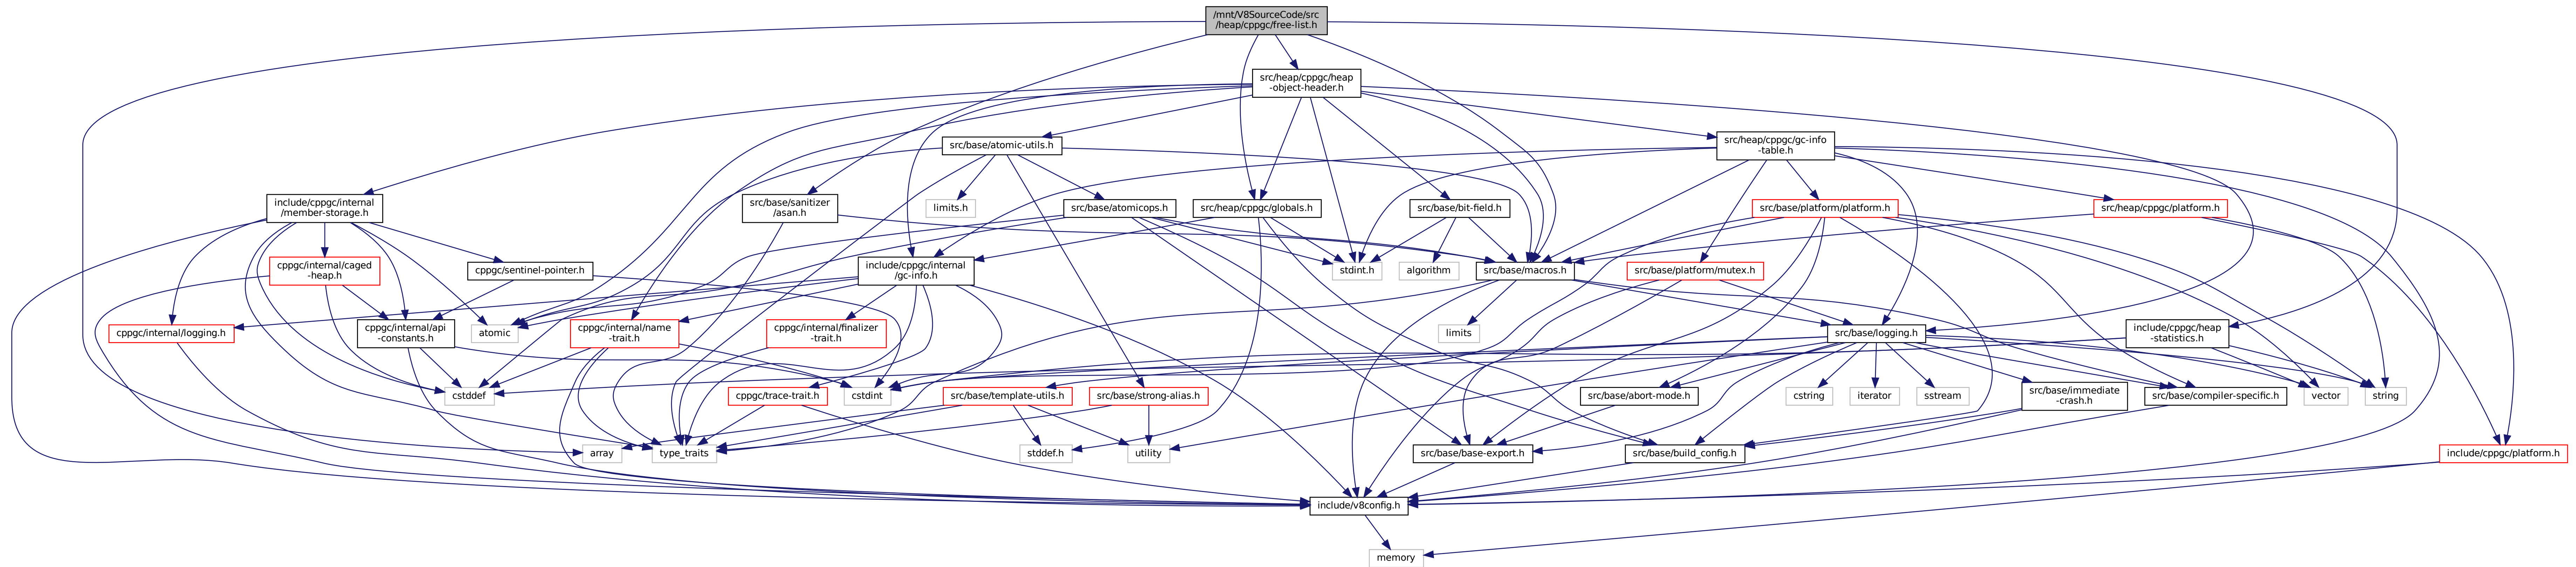 /mnt/V8SourceCode/src
/heap/cppgc/free-list.h
src/heap/cppgc/heap
-object-header.h
src/base/atomic-utils.h
src/heap/cppgc/gc-info
-table.h
include/cppgc/internal
/member-storage.h
src/base/sanitizer
/asan.h
limits.h
src/base/atomicops.h
src/heap/cppgc/globals.h
src/base/bit-field.h
src/base/platform/platform.h
src/heap/cppgc/platform.h
cppgc/internal/caged
-heap.h
cppgc/sentinel-pointer.h
include/cppgc/internal
/gc-info.h
stdint.h
algorithm
src/base/macros.h
src/base/platform/mutex.h
cppgc/internal/logging.h
cppgc/internal/api
-constants.h
atomic
cppgc/internal/name
-trait.h
cppgc/internal/finalizer
-trait.h
limits
src/base/logging.h
include/cppgc/heap
-statistics.h
cstddef
cppgc/trace-trait.h
cstdint
src/base/template-utils.h
src/base/strong-alias.h
src/base/abort-mode.h
cstring
iterator
sstream
src/base/immediate
-crash.h
src/base/compiler-specific.h
vector
string
array
type_traits
stddef.h
utility
src/base/base-export.h
src/base/build_config.h
include/cppgc/platform.h
include/v8config.h
memory